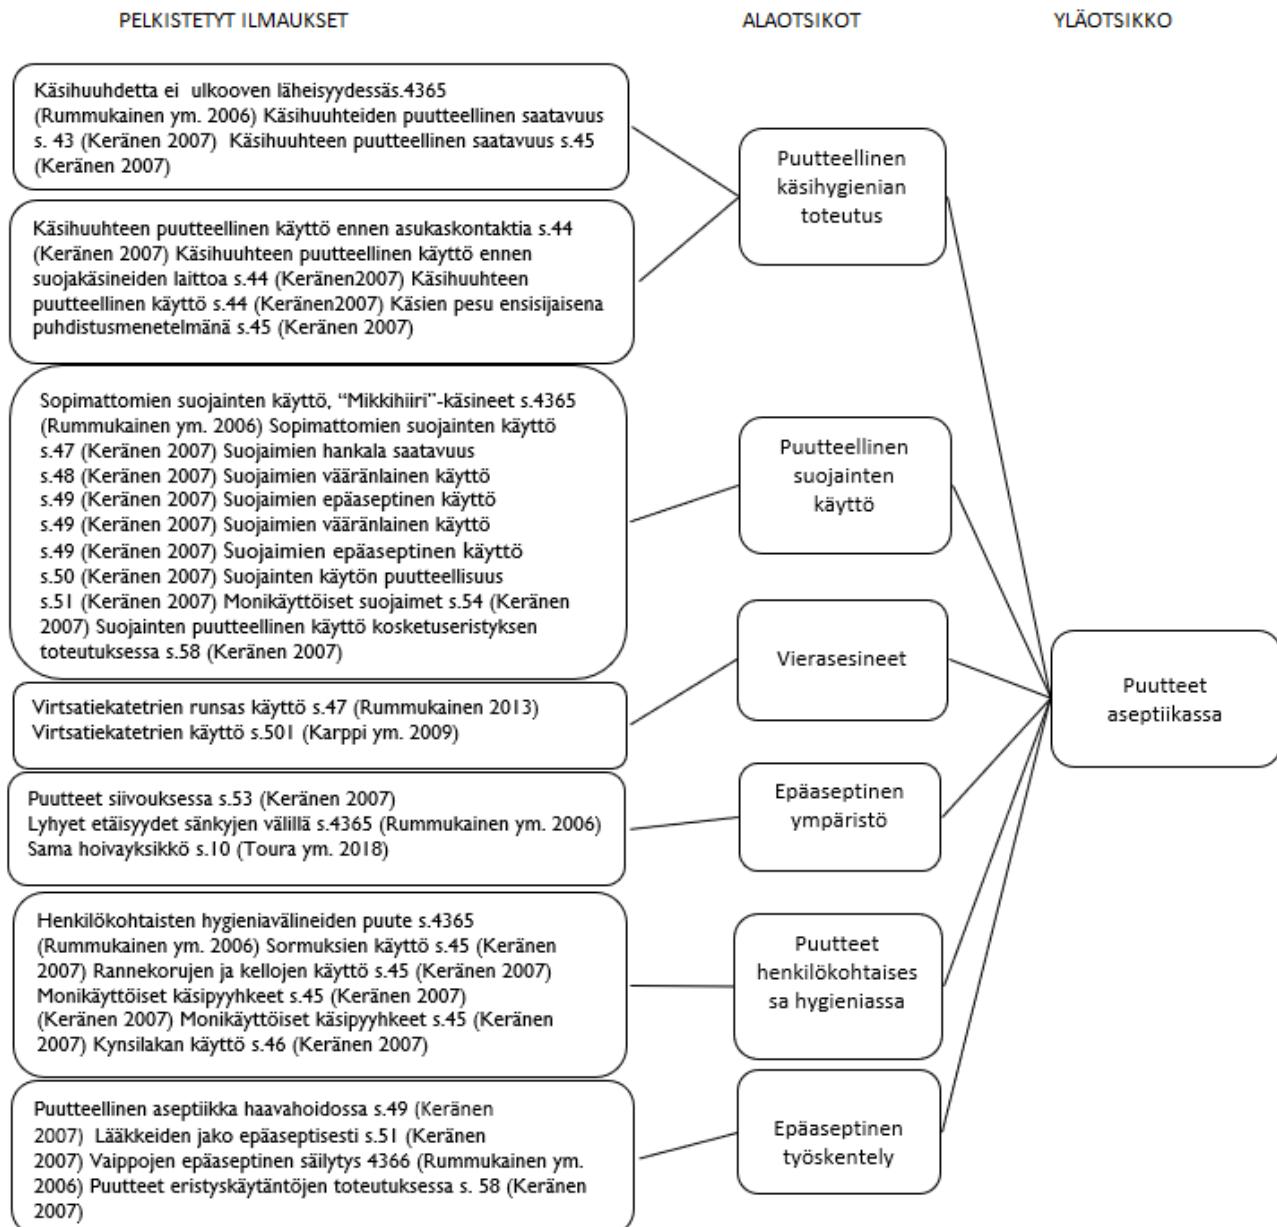 PELKISTETYT ILMAUKSET
ALAOTSIKOT
YLÄOTSIKKO
Käsihuuhdetta ei  ulkooven läheisyydessäs.4365
(Rummukainen ym. 2006) Käsihuuhteiden puutteellinen saatavuus
s. 43 (Keränen 2007)  Käsihuuhteen puutteellinen saatavuus s.45
(Keränen 2007)
Käsihuuhteen puutteellinen käyttö ennen asukaskontaktia s.44
(Keränen 2007) Käsihuuhteen puutteellinen käyttö ennen
suojakäsineiden laittoa s.44 (Keränen2007) Käsihuuhteen
puutteellinen käyttö s.44 (Keränen2007) Käsien pesu ensisijaisena
puhdistusmenetelmänä s.45 (Keränen 2007)
Puutteellinen
käsihygienian
toteutus
Sopimattomien suojainten käyttö, “Mikkihiiri”-käsineet s.4365
(Rummukainen ym. 2006) Sopimattomien suojainten käyttö
s.47 (Keränen 2007) Suojaimien hankala saatavuus
s.48 (Keränen 2007) Suojaimien vääränlainen käyttö
s.49 (Keränen 2007) Suojaimien epäaseptinen käyttö
s.49 (Keränen 2007) Suojaimien vääränlainen käyttö
s.49 (Keränen 2007) Suojaimien epäaseptinen käyttö
s.50 (Keränen 2007) Suojainten käytön puutteellisuus
s.51 (Keränen 2007) Monikäyttöiset suojaimet s.54 (Keränen
2007) Suojainten puutteellinen käyttö kosketuseristyksen
toteutuksessa s.58 (Keränen 2007)
Puutteellinen
suojainten
käyttö
Virtsatiekatetrien runsas käyttö s.47 (Rummukainen 2013)
Virtsatiekatetrien käyttö s.501 (Karppi ym. 2009)
Vierasesineet
Puutteet siivouksessa s.53 (Keränen 2007)
Lyhyet etäisyydet sänkyjen välillä s.4365 (Rummukainen ym. 2006)
Sama hoivayksikkö s.10 (Toura ym. 2018)
Epäaseptinen
ympäristö
Henkilökohtaisten hygieniavälineiden puute s.4365
(Rummukainen ym. 2006) Sormuksien käyttö s.45 (Keränen
2007) Rannekorujen ja kellojen käyttö s.45 (Keränen 2007)
Monikäyttöiset käsipyyhkeet s.45 (Keränen 2007)
(Keränen 2007) Monikäyttöiset käsipyyhkeet s.45 (Keränen
2007) Kynsilakan käyttö s.46 (Keränen 2007)
Puutteet
henkilökohtaises
sa hygieniassa
Puutteellinen aseptiikka haavahoidossa s.49 (Keränen
2007)  Lääkkeiden jako epäaseptisesti s.51 (Keränen
2007) Vaippojen epäaseptinen säilytys 4366 (Rummukainen ym.
2006) Puutteet eristyskäytäntöjen toteutuksessa s. 58 (Keränen
2007)
Epäaseptinen
työskentely
Puutteet
aseptiikassa